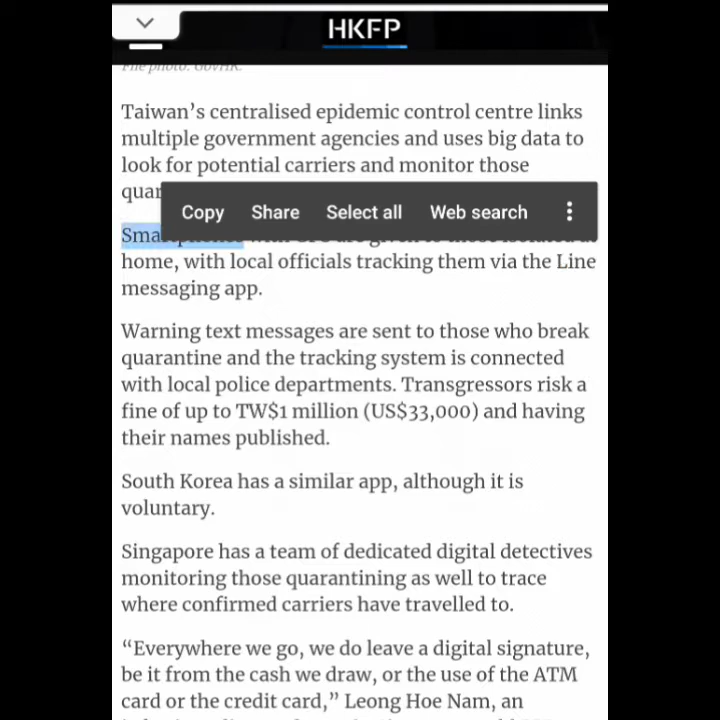 HKFP
File photo: GovHK.
Taiwan’s centralised epidemic control centre links
multiple government agencies and uses big data to
look for potential carriers and monitor those
Copy Share Select all Web search
home, with local officials tracking them via the Line
messaging app.
Warning text messages are sent to those who break
quarantine and the tracking system is connected
with local police departments. Transgressors risk a
fine of up to TW$1 million (US$33,000) and having
their names published.
South Korea has a similar app, although it is
voluntary.
Singapore has a team of dedicated digital detectives
monitoring those quarantining as well to trace
where confirmed carriers have travelled to.
“Everywhere we go, we do leave a digital signature,
be it from the cash we draw, or the use of the ATM
card or the credit card,” Leong Hoe Nam, an